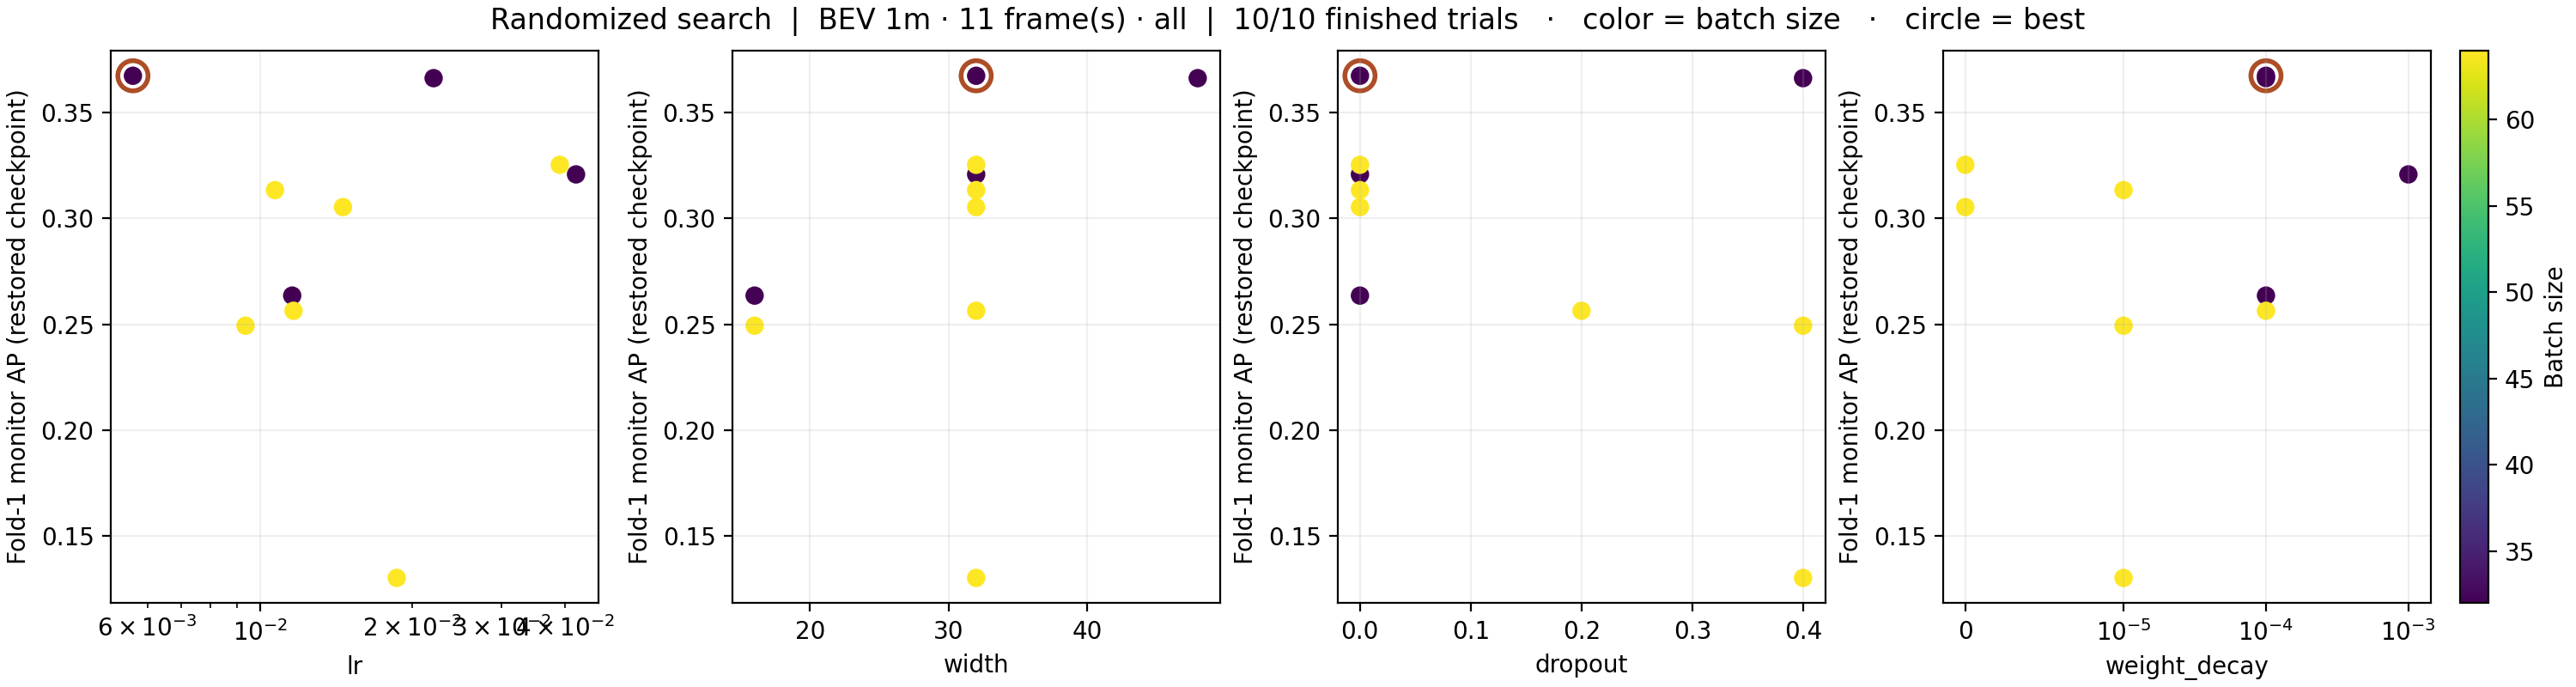 Randomized search | BEV 1m · 11 frame(s) · all | 10/10 finished trials · color = batch size · circle = best
Fold-1 monitor AP (restored checkpoint)
0.35
0.30
0.25
0.20
0.15
6 × 10⁻³
10⁻²
2 × 10⁻²
3 × 10⁻²
4 × 10⁻²
lr
Fold-1 monitor AP (restored checkpoint)
0.35
0.30
0.25
0.20
0.15
20
30
40
width
Fold-1 monitor AP (restored checkpoint)
0.35
0.30
0.25
0.20
0.15
0.0
0.1
0.2
0.3
0.4
dropout
Fold-1 monitor AP (restored checkpoint)
0.35
0.30
0.25
0.20
0.15
0
10⁻⁵
10⁻⁴
10⁻³
weight_decay
60
55
50
45
40
35
Batch size